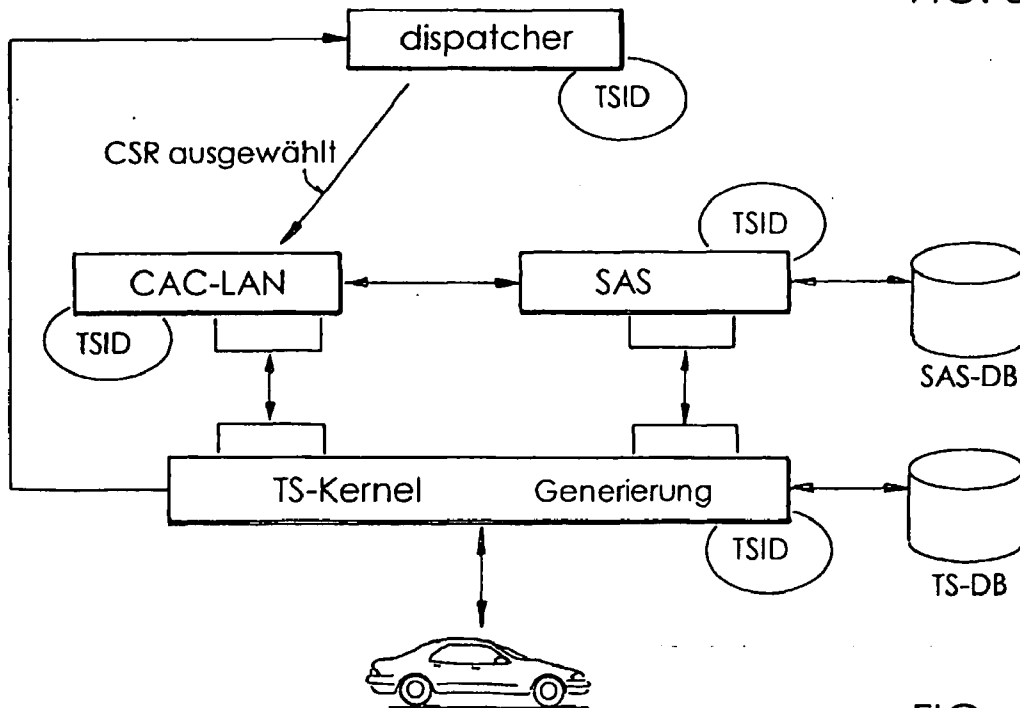 dispatcher
TSID
CSR ausgewählt
TSID
CAC-LAN
SAS
TSID
SAS-DB
TS-Kernel
Generierung
TSID
TS-DB